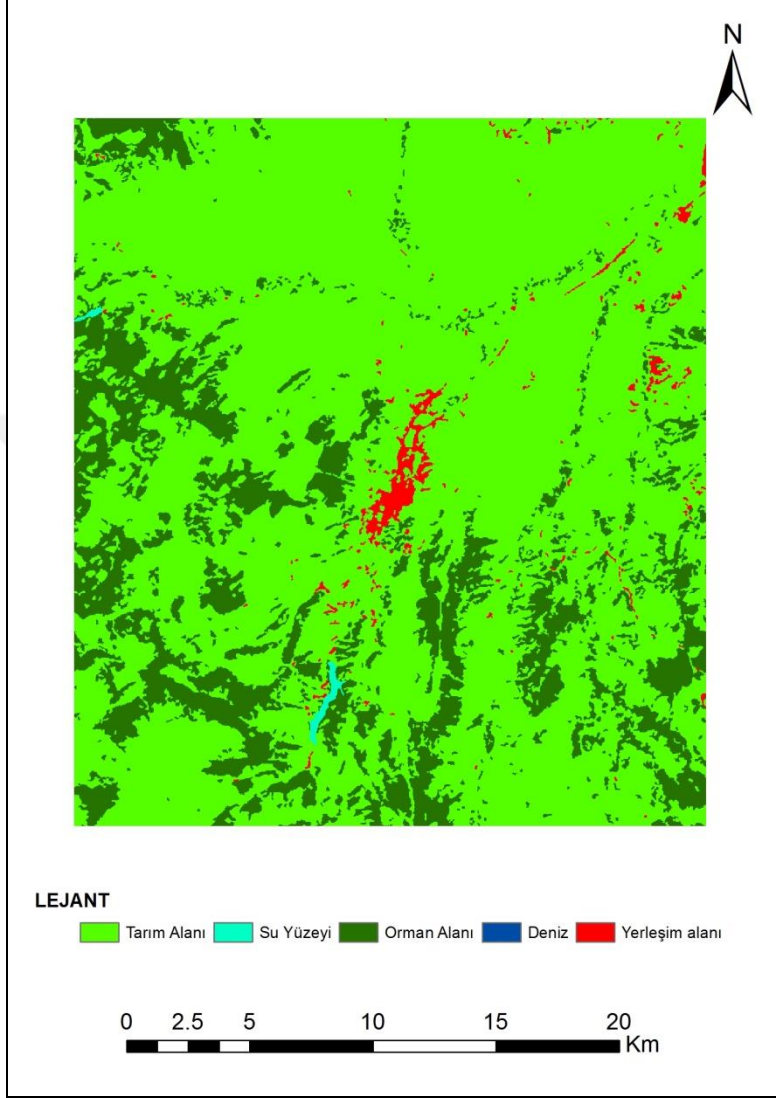 N
LEJANT
Tarım Alanı Su Yüzeyi Orman Alanı Deniz Yerleşim alanı
0 2.5 5 10 15 20
Km